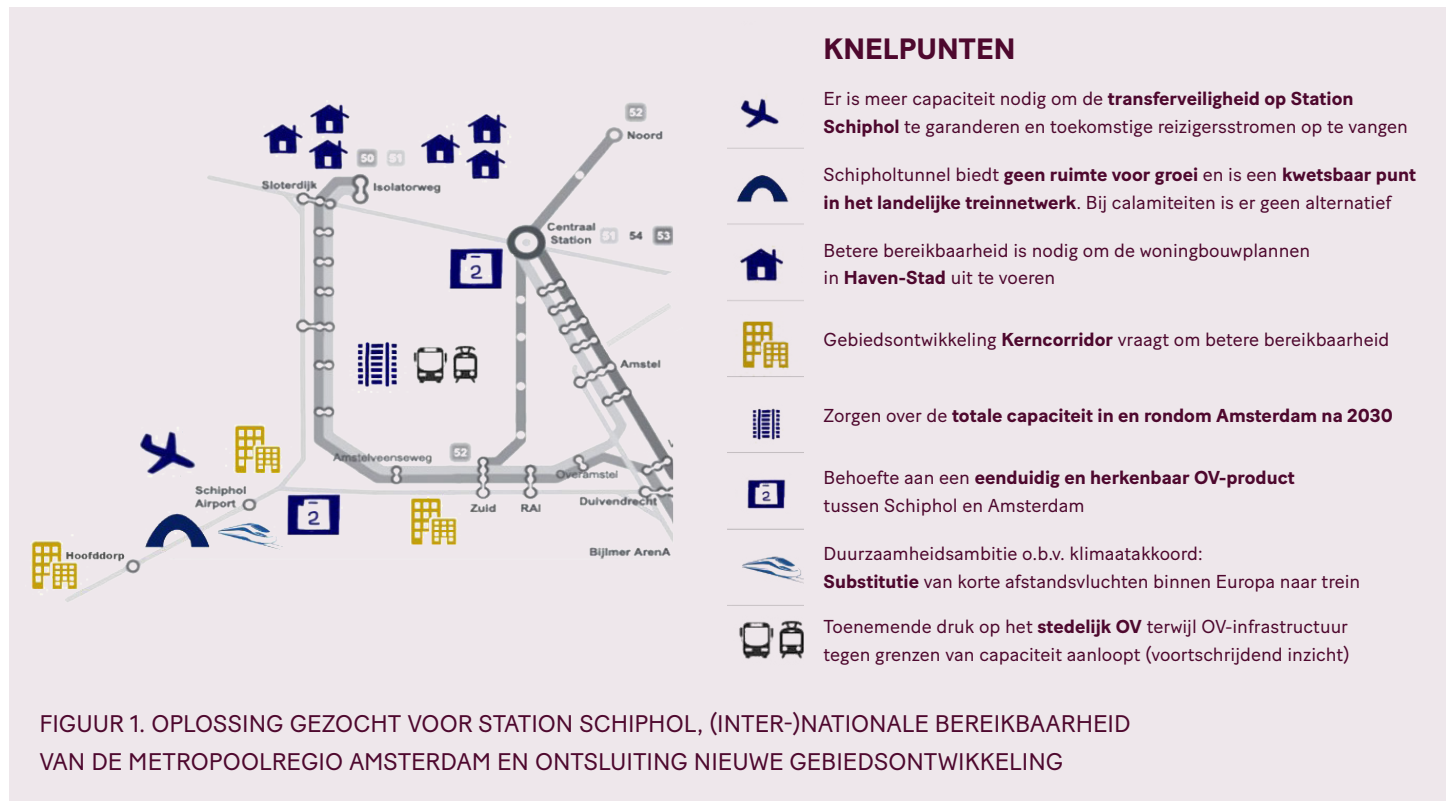 52
Noord
50 51
Sloterdijk
Isolatorweg
Centraal
Station 51 54 53
2
Amstel
Amstelveenseweg
52
Overamstel
Schiphol
Airport
2
Zuid
RAI
Duivendrecht
Hoofddorp
Bijlmer ArenA
KNELPUNTEN
Er is meer capaciteit nodig om de transferveiligheid op Station
Schiphol te garanderen en toekomstige reizigersstromen op te vangen
Schipholtunnel biedt geen ruimte voor groei en is een kwetsbaar punt
in het landelijke treinnetwerk. Bij calamiteiten is er geen alternatief
Betere bereikbaarheid is nodig om de woningbouwplannen
in Haven-Stad uit te voeren
Gebiedsontwikkeling Kerncorridor vraagt om betere bereikbaarheid
Zorgen over de totale capaciteit in en rondom Amsterdam na 2030
2
Behoefte aan een eenduidig en herkenbaar OV-product
tussen Schiphol en Amsterdam
Duurzaamheidsambitie o.b.v. klimaatakkoord:
Substitutie van korte afstandsvluchten binnen Europa naar trein
Toenemende druk op het stedelijk OV terwijl OV-infrastructuur
tegen grenzen van capaciteit aanloopt (voortschrijdend inzicht)
FIGUUR 1. OPLOSSING GEZOCHT VOOR STATION SCHIPHOL, (INTER-)NATIONALE BEREIKBAARHEID
VAN DE METROPOOLREGIO AMSTERDAM EN ONTSLUITING NIEUWE GEBIEDSONTWIKKELING